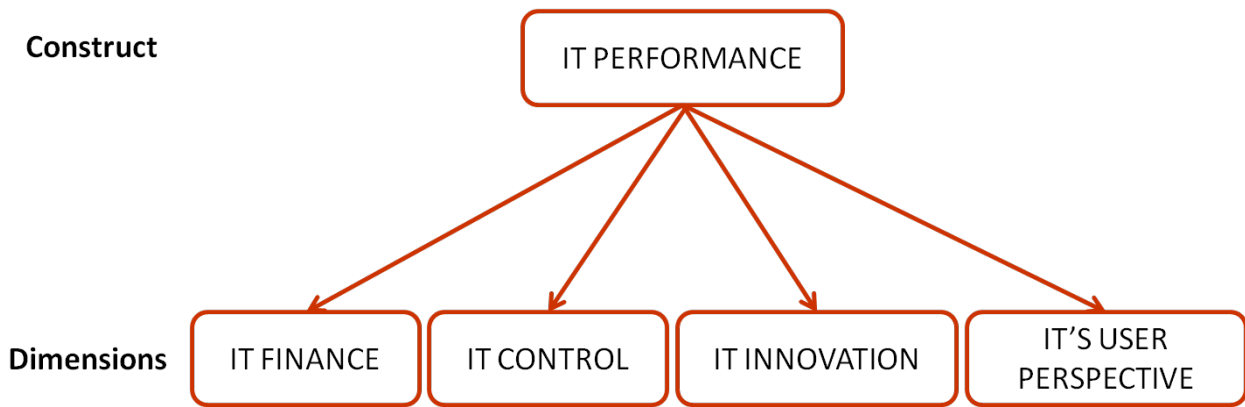 Construct
IT PERFORMANCE
Dimensions
IT FINANCE
IT CONTROL
IT INNOVATION
IT’S USER
PERSPECTIVE